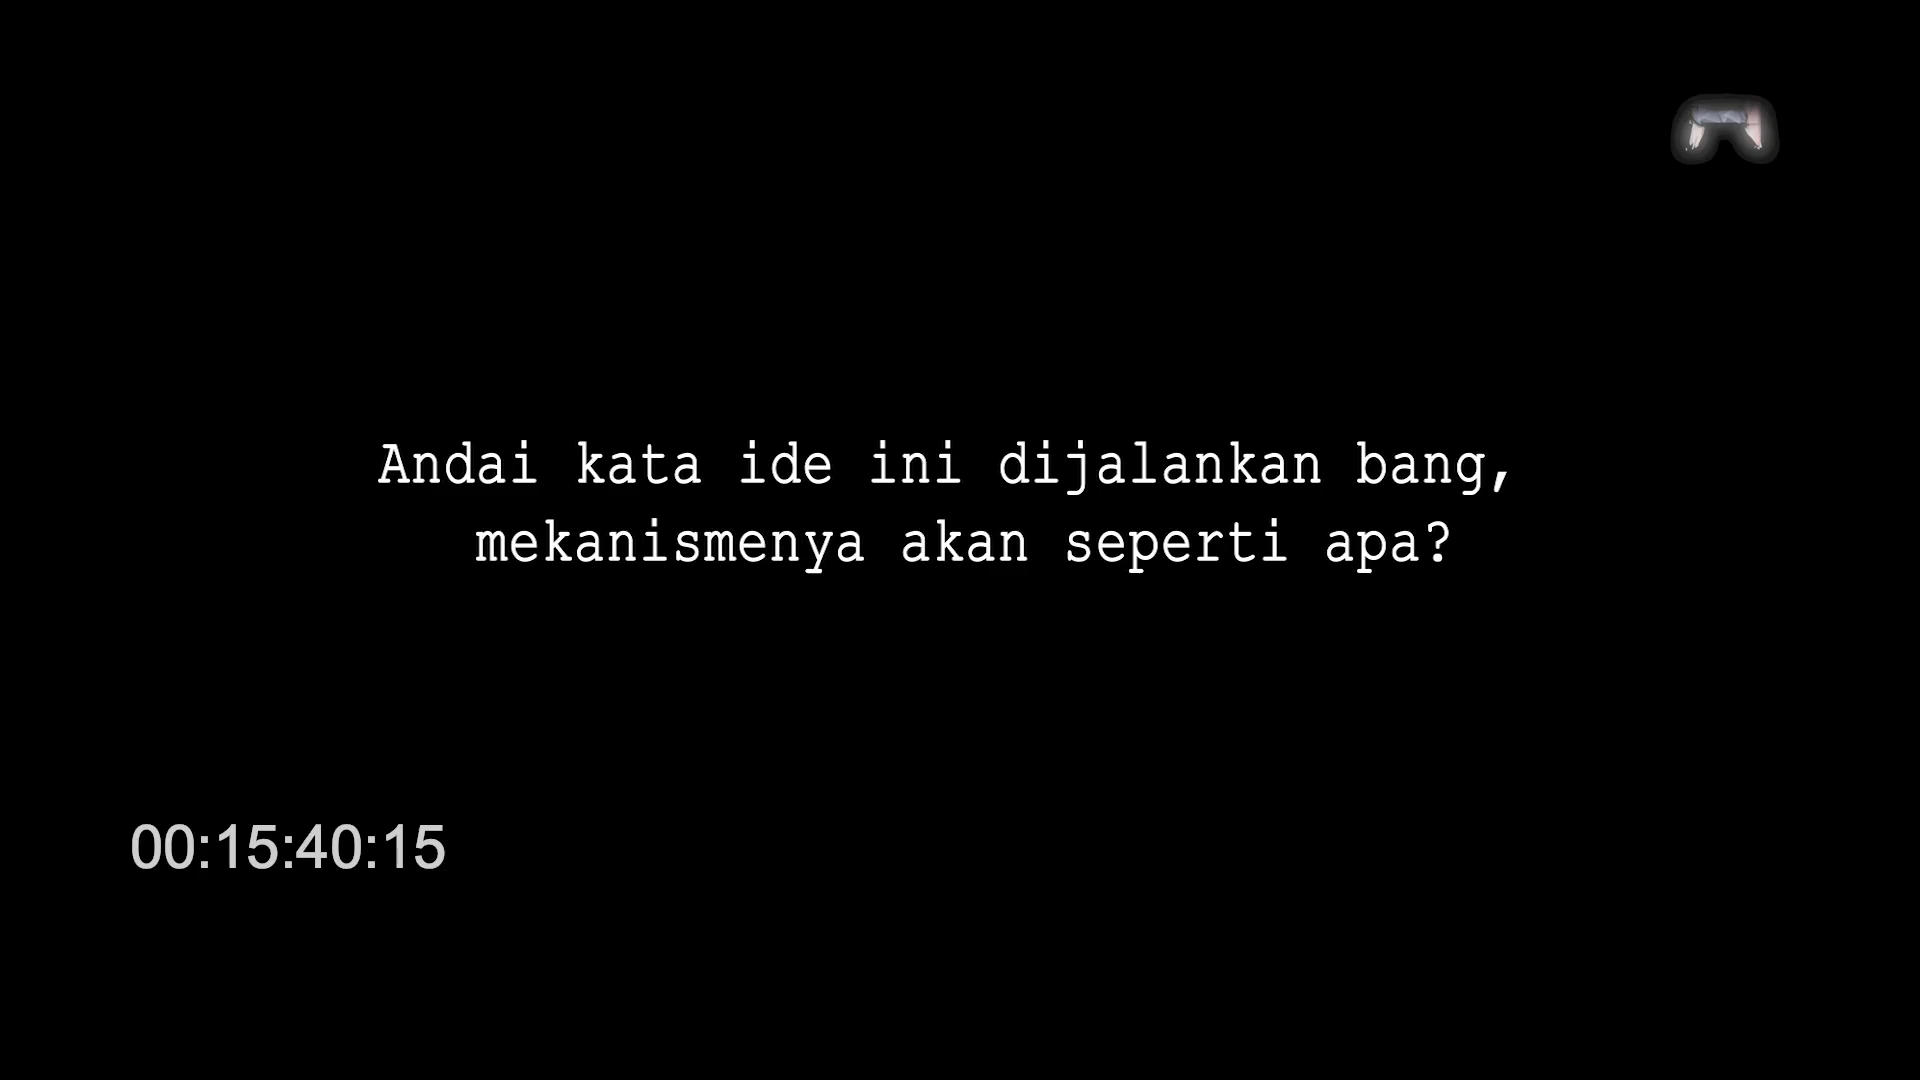 Andai kata ide ini dijalankan bang,
mekanismenya akan seperti apa?
00:15:40:15